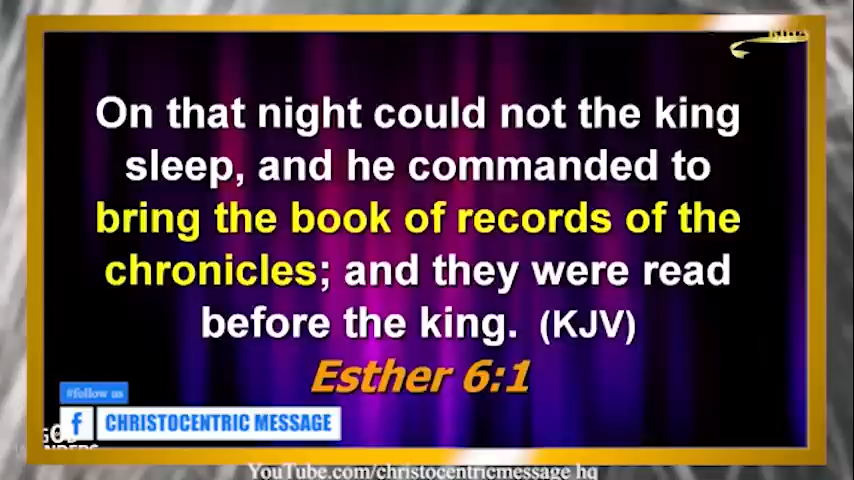 On that night could not the king
sleep, and he commanded to
bring the book of records of the
chronicles; and they were read
before the king. (KJV)
Esther 6:1
#follow us
f CHRISTOCENTRIC MESSAGE
YouTube.com/christocentricmessage hq